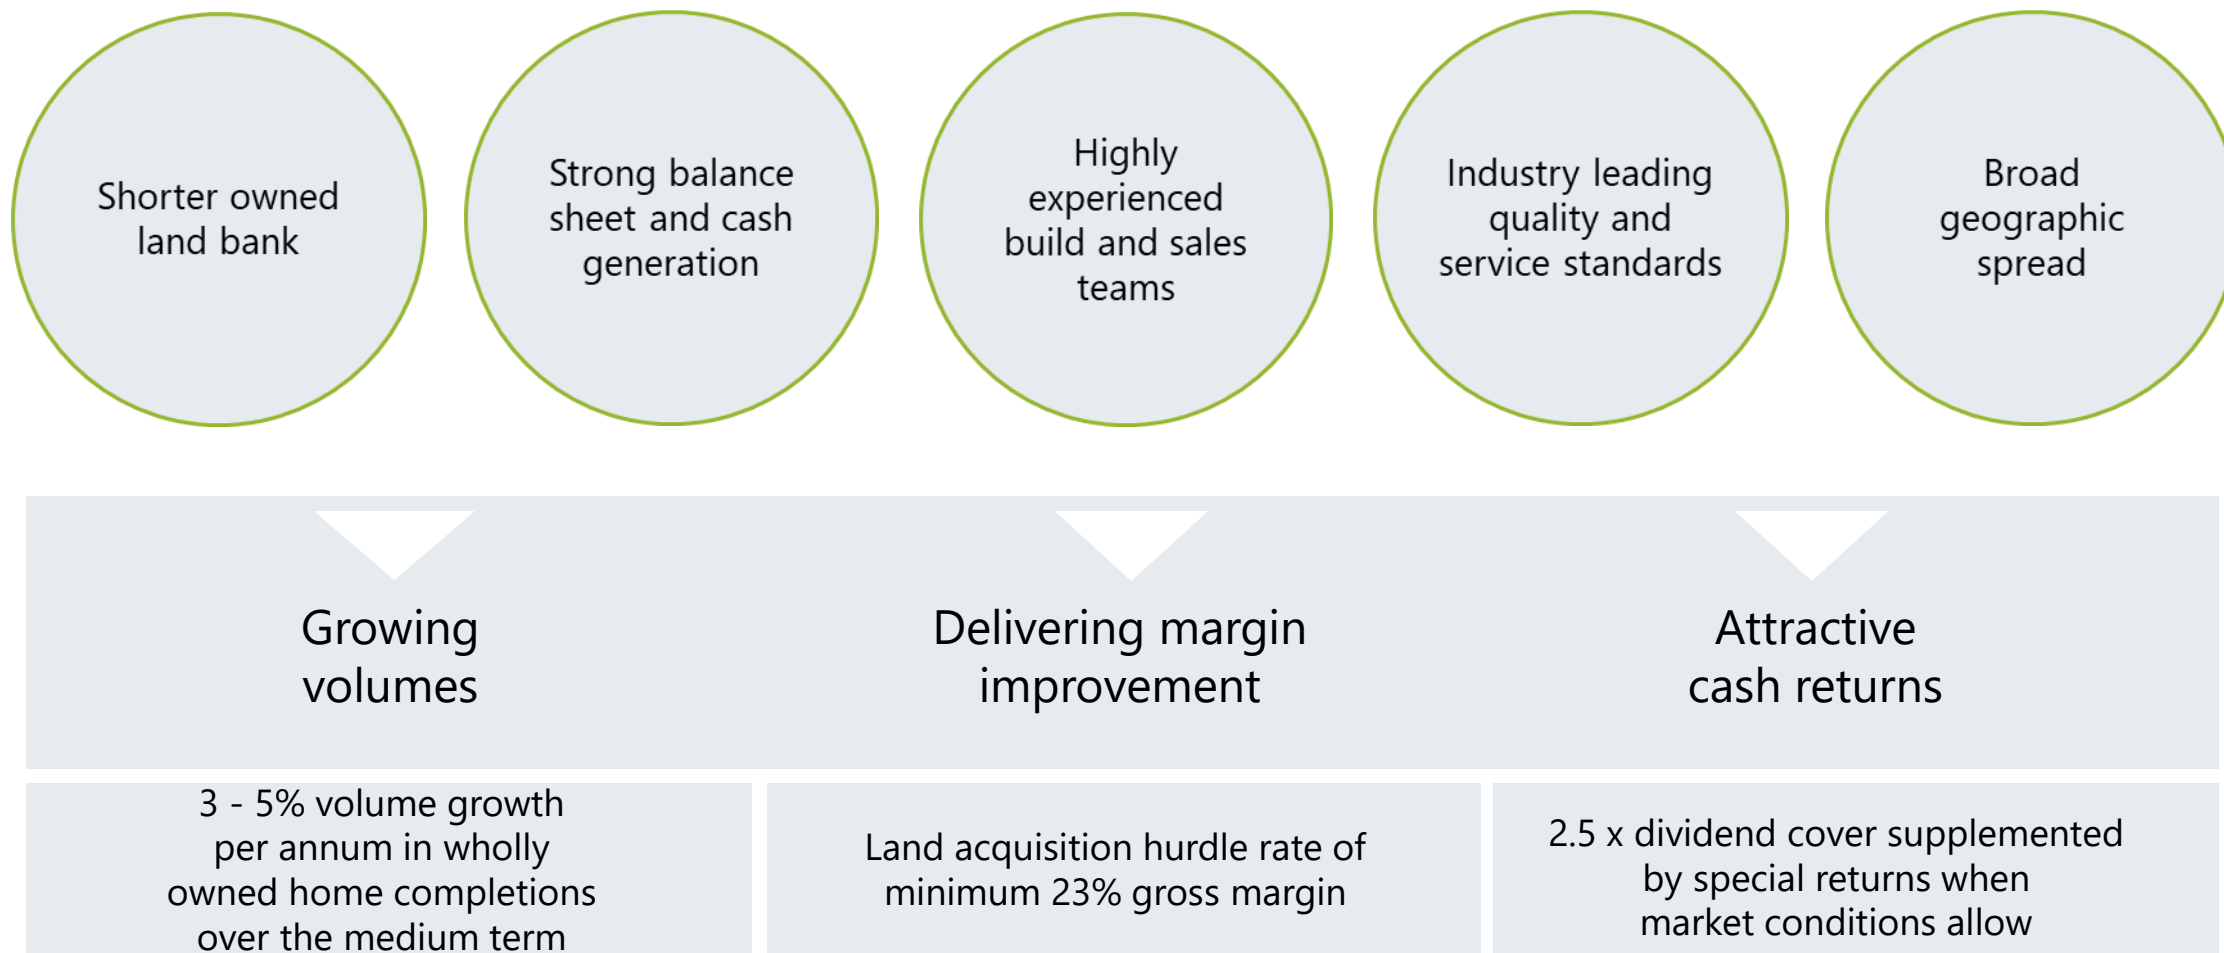 Shorter owned
land bank
Strong balance
sheet and cash
generation
Highly
experienced
build and sales
teams
Industry leading
quality and
service standards
Broad
geographic
spread
Growing
volumes
Delivering margin
improvement
Attractive
cash returns
3 - 5% volume growth
per annum in wholly
owned home completions
over the medium term
Land acquisition hurdle rate of
minimum 23% gross margin
2.5 x dividend cover supplemented
by special returns when
market conditions allow